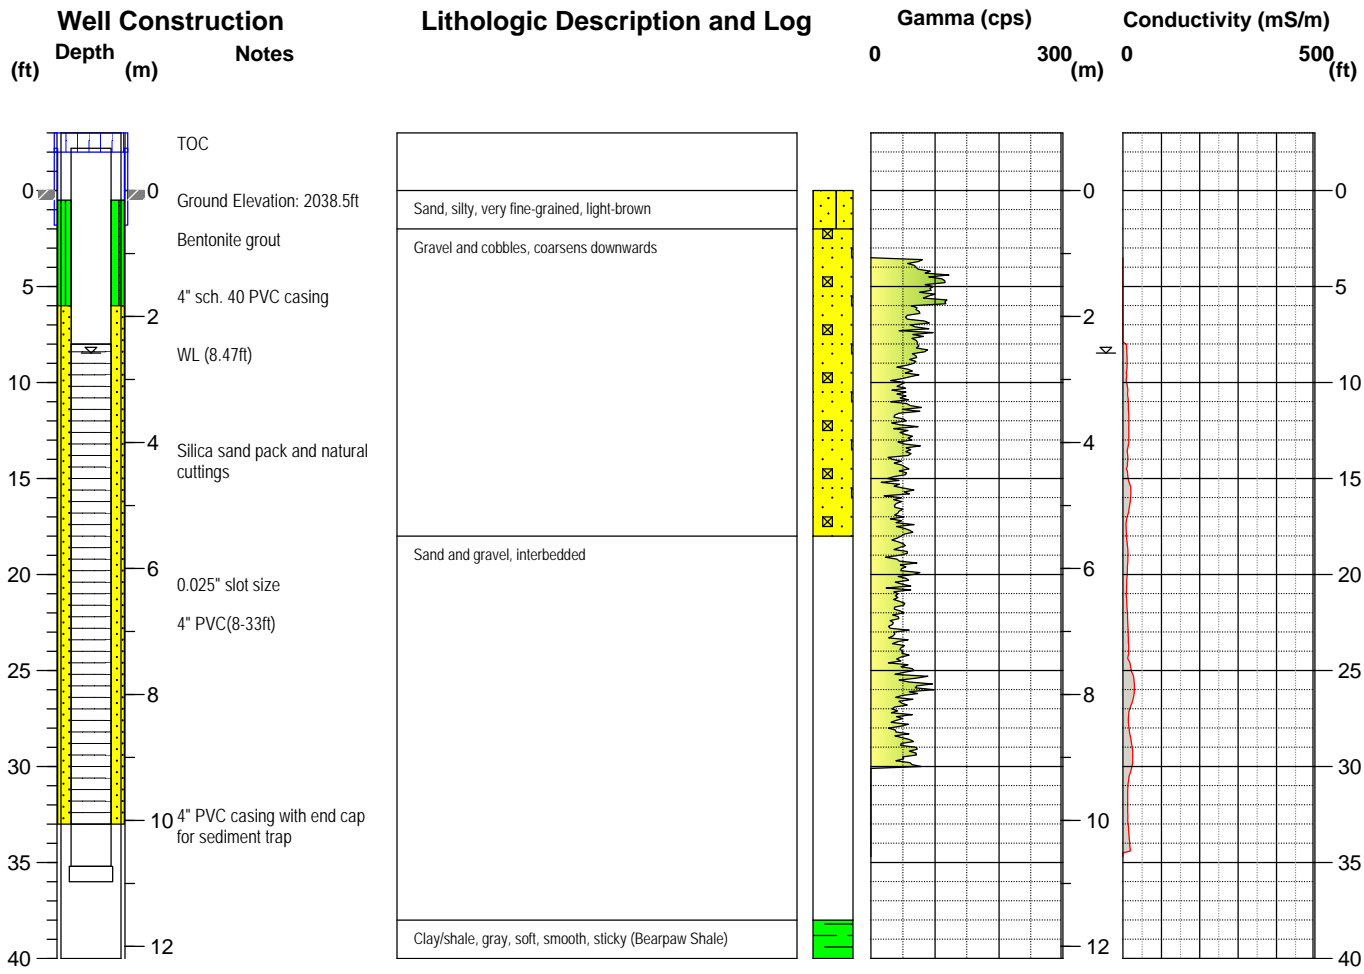 Well Construction
Lithologic Description and Log
Gamma (cps)
Conductivity (mS/m)
(ft)
Depth
(m)
Notes
0
300
(m)
0
500
(ft)
TOC
0
0
Ground Elevation: 2038.5ft
Sand, silty, very fine-grained, light-brown
0
0
Bentonite grout
Gravel and cobbles, coarsens downwards
5
4" sch. 40 PVC casing
5
2
2
WL (8.47ft)
10
10
4
Silica sand pack and natural
cuttings
4
15
15
Sand and gravel, interbedded
6
6
20
0.025" slot size
20
4" PVC(8-33ft)
25
25
8
8
30
30
10
4" PVC casing with end cap
for sediment trap
10
35
35
12
Clay/shale, gray, soft, smooth, sticky (Bearpaw Shale)
12
40
40